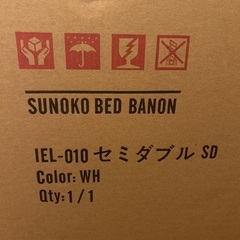 SUNOKO BED BANON
IEL-010 セミダブル SD
Color: WH
Qty: 1/1